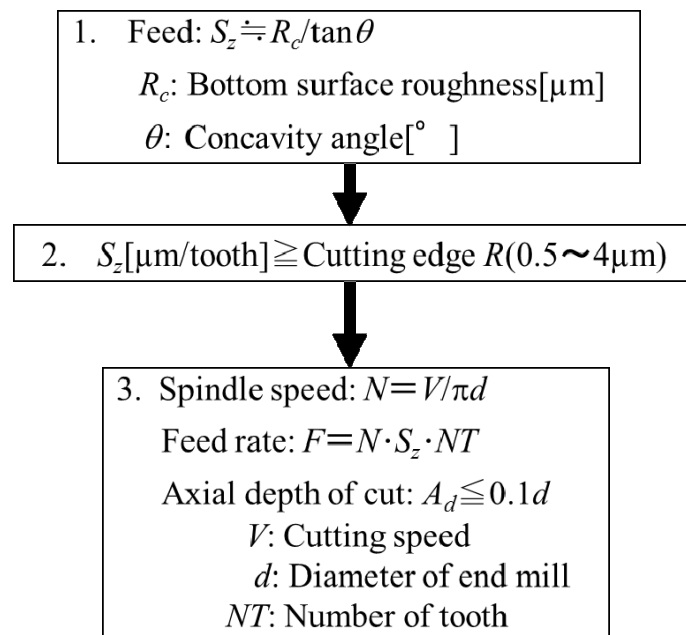 1. Feed: S_z≒R_c/tanθ
R_c: Bottom surface roughness[μm]
θ: Concavity angle[° ]
2. S_z[μm/tooth]≧Cutting edge R(0.5～4μm)
3. Spindle speed: N＝V/πd
Feed rate: F＝N·S_z·NT
Axial depth of cut: A_d≦0.1d
V: Cutting speed
d: Diameter of end mill
NT: Number of tooth